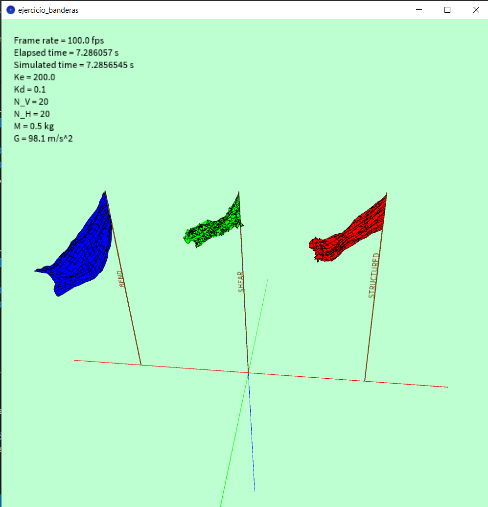 ejercicio_banderas
Frame rate = 100.0 fps
Elapsed time = 7.286057 s
Simulated time = 7.2856545 s
Ke = 200.0
Kd = 0.1
N_V = 20
N_H = 20
M = 0.5 kg
G = 98.1 m/s^2
BEND
SHEAR
STRUCTURED